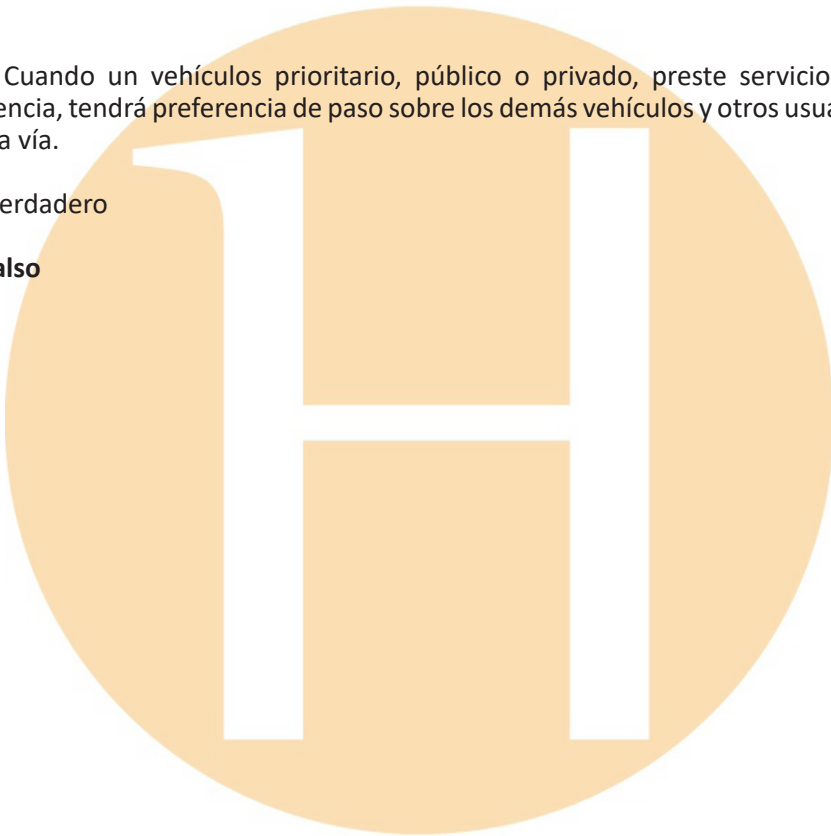 Cuando un vehículos prioritario, público o privado, preste servicio
encia, tendrá preferencia de paso sobre los demás vehículos y otros usua
a vía.
erdadero
also
H